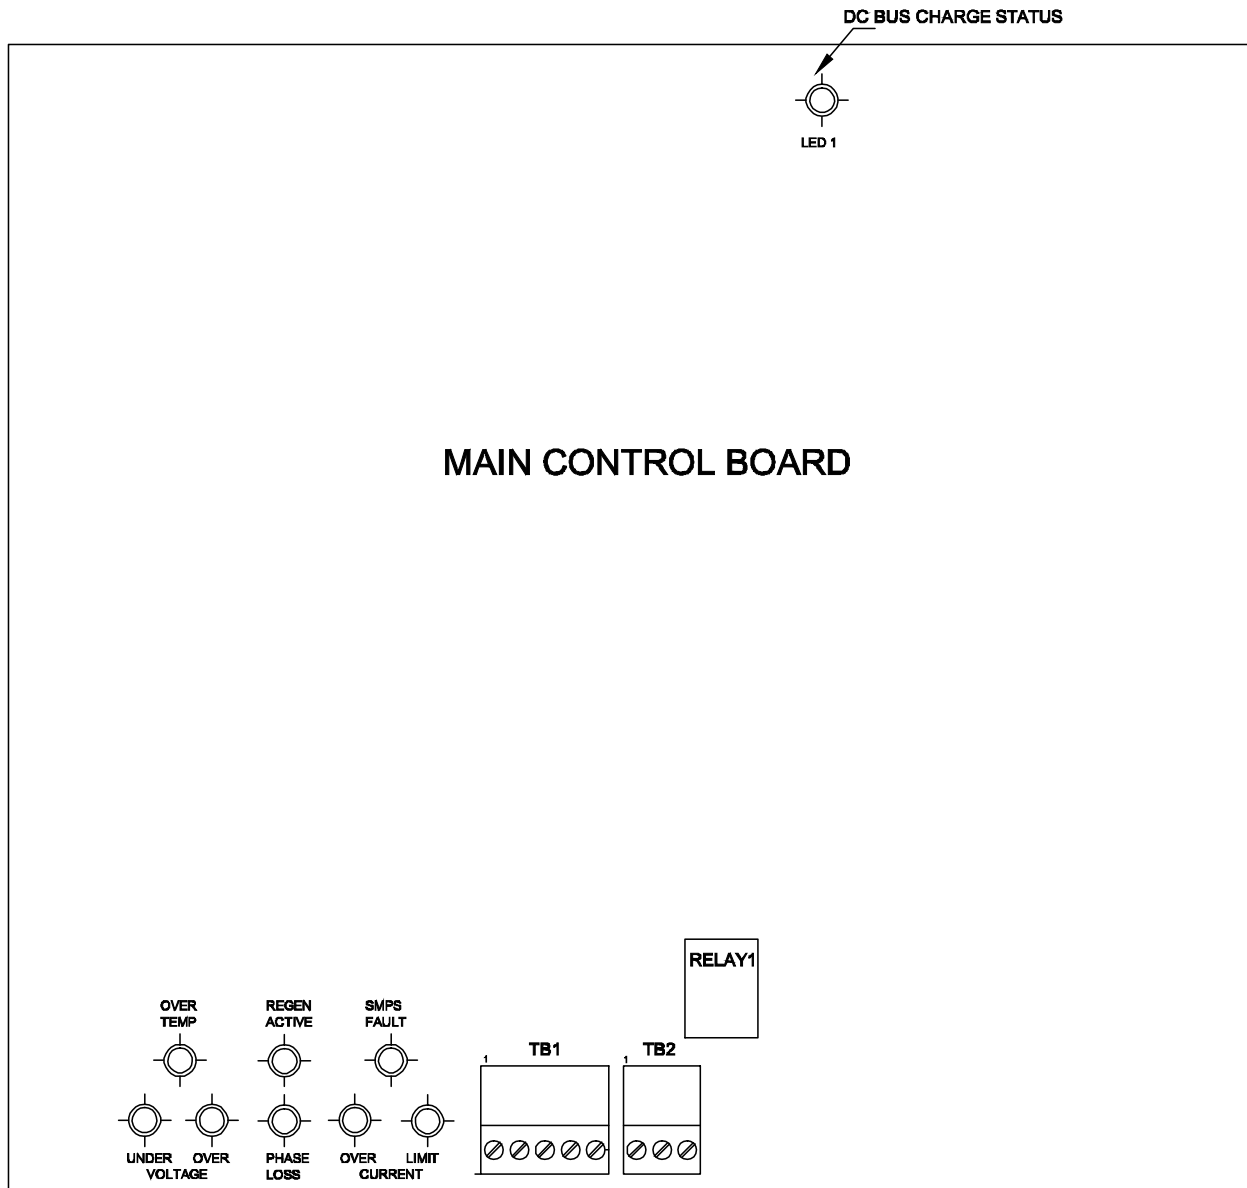 DC BUS CHARGE STATUS
LED 1
MAIN CONTROL BOARD
RELAY1
OVER
TEMP
REGEN
ACTIVE
SMPS
FAULT
1
TB1
1
TB2
UNDER OVER
VOLTAGE
PHASE
LOSS
OVER LIMIT
CURRENT